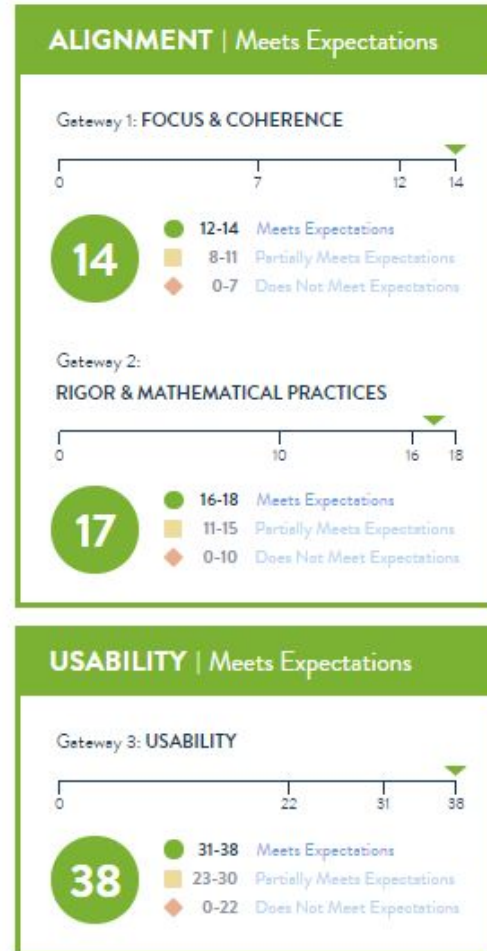 ALIGNMENT | Meets Expectations
Gateway 1: FOCUS & COHERENCE
0 7 12 14
14
12-14 Meets Expectations
8-11 Partially Meets Expectations
0-7 Does Not Meet Expectations
Gateway 2:
RIGOR & MATHEMATICAL PRACTICES
0 10 16 18
17
16-18 Meets Expectations
11-15 Partially Meets Expectations
0-10 Does Not Meet Expectations
USABILITY | Meets Expectations
Gateway 3: USABILITY
0 22 31 38
38
31-38 Meets Expectations
23-30 Partially Meets Expectations
0-22 Does Not Meet Expectations